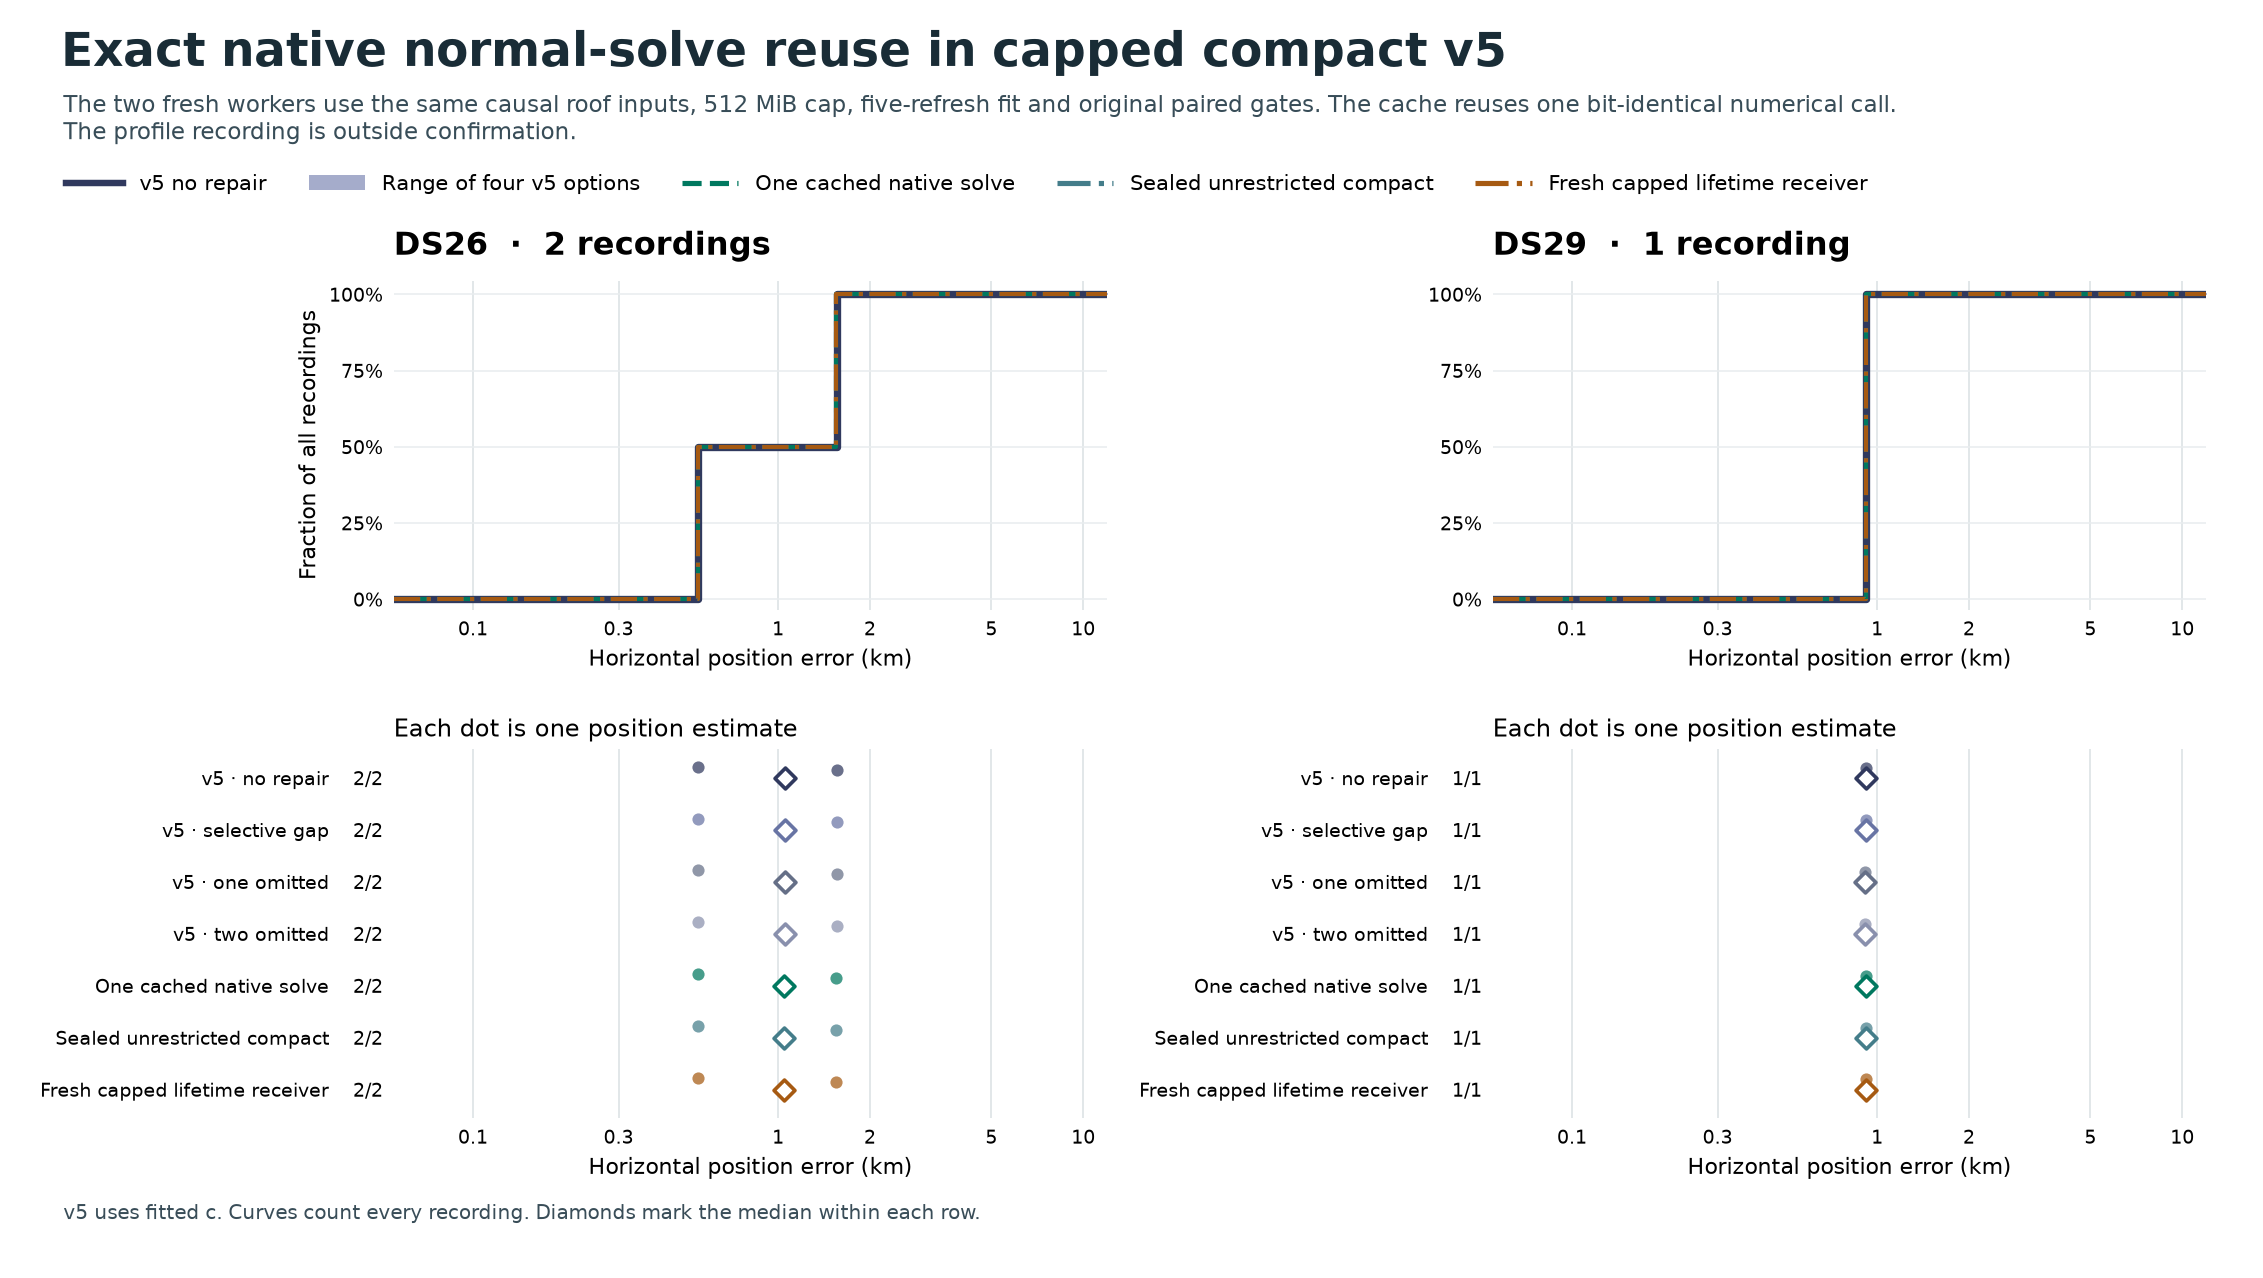 Exact native normal-solve reuse in capped compact v5
The two fresh workers use the same causal roof inputs, 512 MiB cap, five-refresh fit and original paired gates. The cache reuses one bit-identical numerical call.
The profile recording is outside confirmation.
v5 no repair
Range of four v5 options
One cached native solve
Sealed unrestricted compact
Fresh capped lifetime receiver
DS26 · 2 recordings
100%
75%
50%
25%
0%
Fraction of all recordings
0.1 0.3 1 2 5 10
Horizontal position error (km)
DS29 · 1 recording
100%
75%
50%
25%
0%
0.1 0.3 1 2 5 10
Horizontal position error (km)
Each dot is one position estimate
v5 · no repair 2/2
v5 · selective gap 2/2
v5 · one omitted 2/2
v5 · two omitted 2/2
One cached native solve 2/2
Sealed unrestricted compact 2/2
Fresh capped lifetime receiver 2/2
0.1 0.3 1 2 5 10
Horizontal position error (km)
Each dot is one position estimate
v5 · no repair 1/1
v5 · selective gap 1/1
v5 · one omitted 1/1
v5 · two omitted 1/1
One cached native solve 1/1
Sealed unrestricted compact 1/1
Fresh capped lifetime receiver 1/1
0.1 0.3 1 2 5 10
Horizontal position error (km)
v5 uses fitted c. Curves count every recording. Diamonds mark the median within each row.